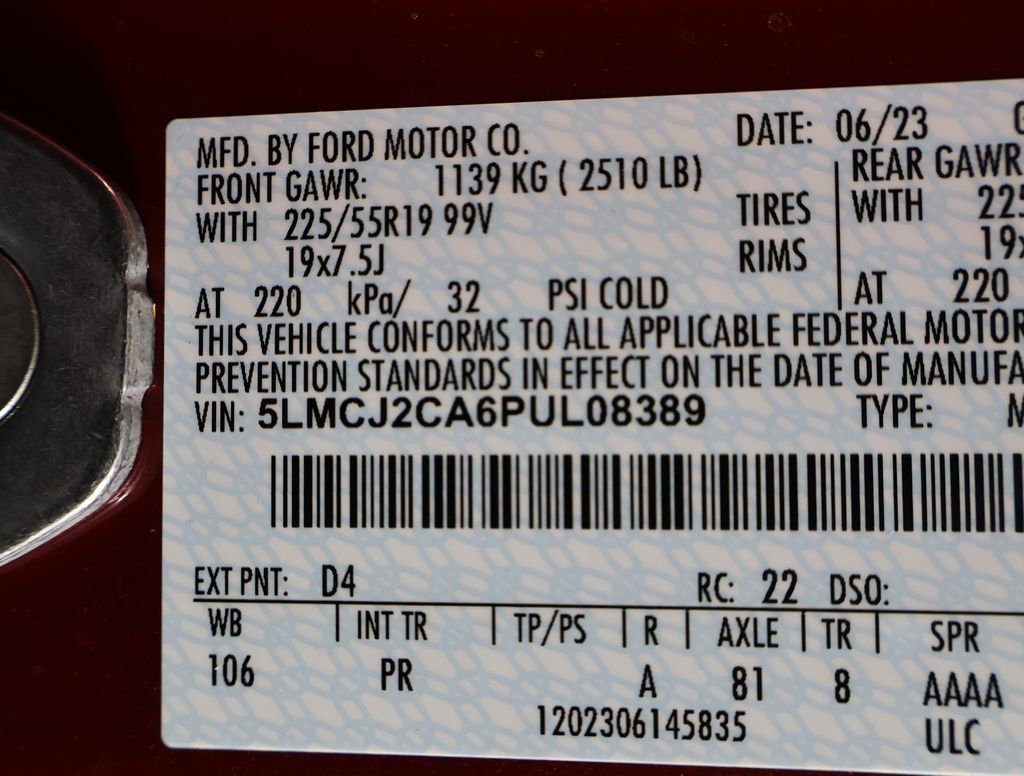 MFD. BY FORD MOTOR CO. DATE: 06/23
FRONT GAWR: 1139 KG ( 2510 LB) REAR GAWR
WITH 225/55R19 99V TIRES WITH 225
19x7.5J RIMS 19x
AT 220 kPa/ 32 PSI COLD AT 220
THIS VEHICLE CONFORMS TO ALL APPLICABLE FEDERAL MOTOR
PREVENTION STANDARDS IN EFFECT ON THE DATE OF MANUFA
VIN: 5LMCJ2CA6PUL08389 TYPE: M
EXT PNT: D4 RC: 22 DSO:
WB INT TR TP/PS R AXLE TR SPR
106 PR A 81 8 AAAA
1202306145835 ULC